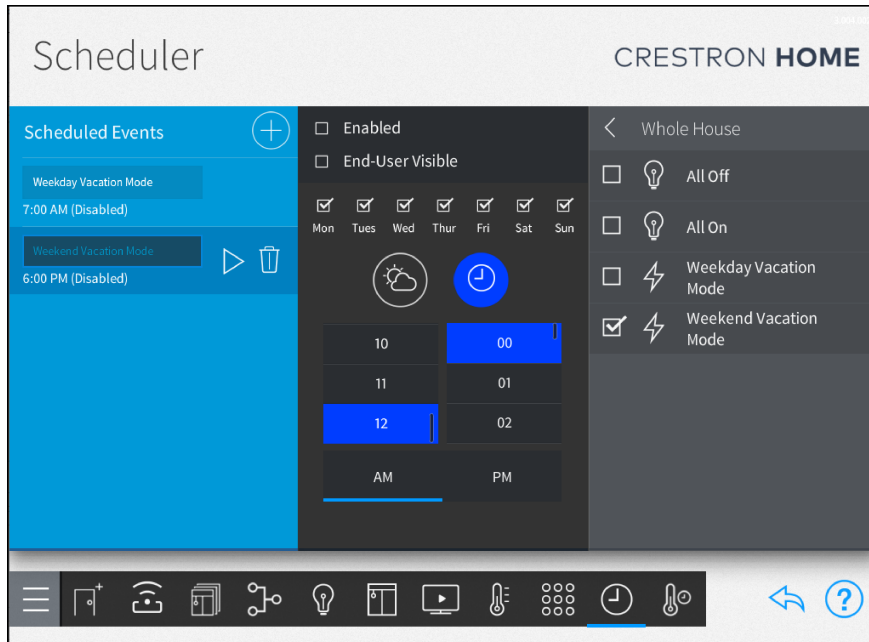 Scheduler
CRESTRON HOME
Scheduled Events
Weekday Vacation Mode
7:00 AM (Disabled)
Weekend Vacation Mode
6:00 PM (Disabled)
Enabled
End-User Visible
Mon Tues Wed Thur Fri Sat Sun
10 00
11 01
12 02
AM PM
Whole House
All Off
All On
Weekday Vacation
Mode
Weekend Vacation
Mode
?